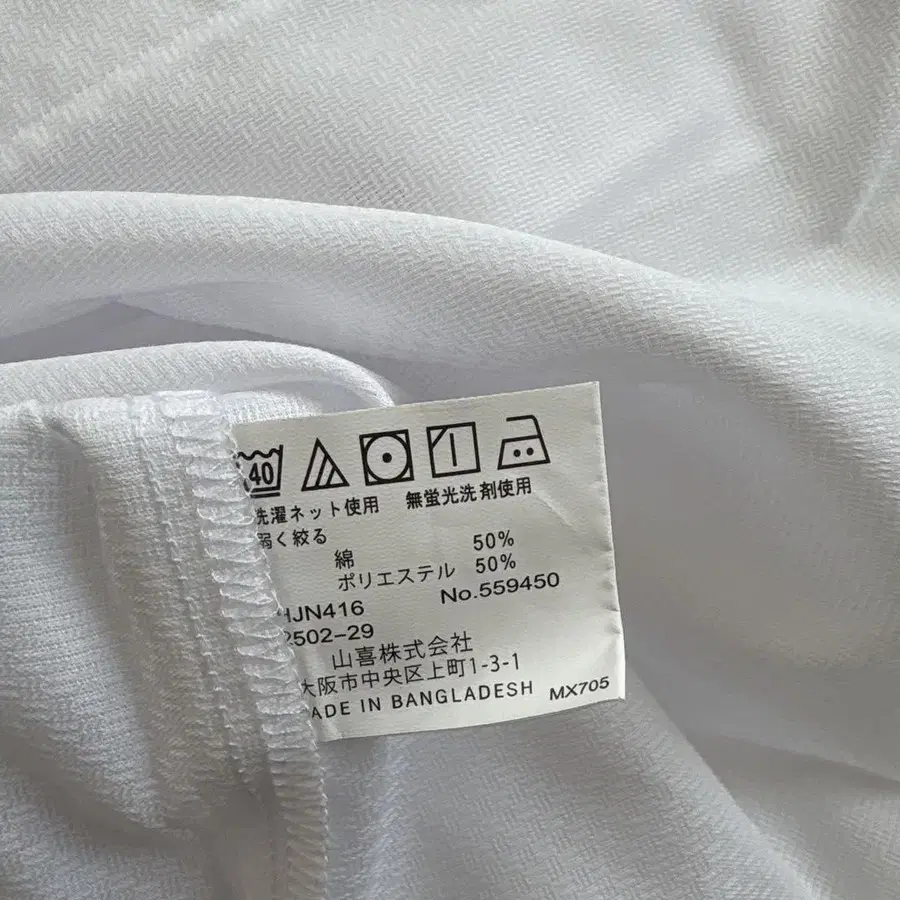 40
洗濯ネット使用 無蛍光洗剤使用
弱く絞る
綿 50%
ポリエステル 50%
HJN416 No.559450
2502-29
山喜株式会社
大阪市中央区上町1-3-1
MADE IN BANGLADESH MX705